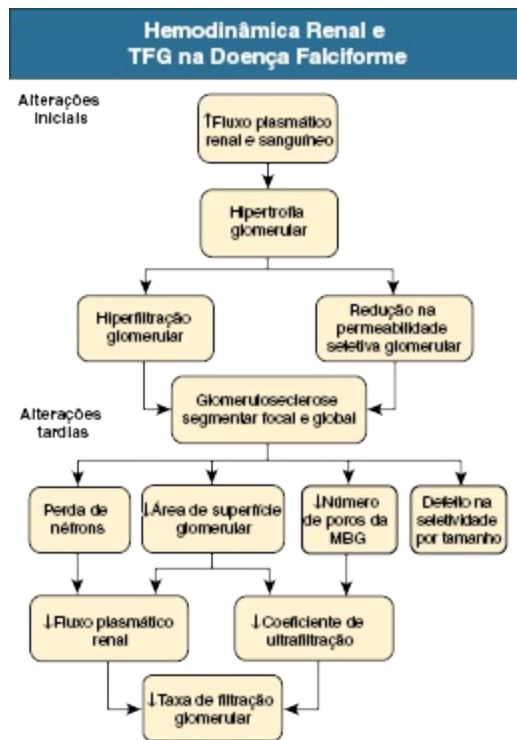 Hemodinâmica Renal e
TFG na Doença Falciforme
Alterações
iniciais
↑Fluxo plasmático
renal e sanguíneo
Hipertrofia
glomerular
Hiperfiltração
glomerular
Redução na
permeabilidade
seletiva glomerular
Glomeruloseclerose
segmentar focal e global
Alterações
tardias
Perda de
néfrons
↓Área de superfície
glomerular
↓Número
de poros da
MBG
Defeito na
seletividade
por tamanho
↓Fluxo plasmático
renal
↓Coeficiente de
ultrafiltração
↓Taxa de filtração
glomerular